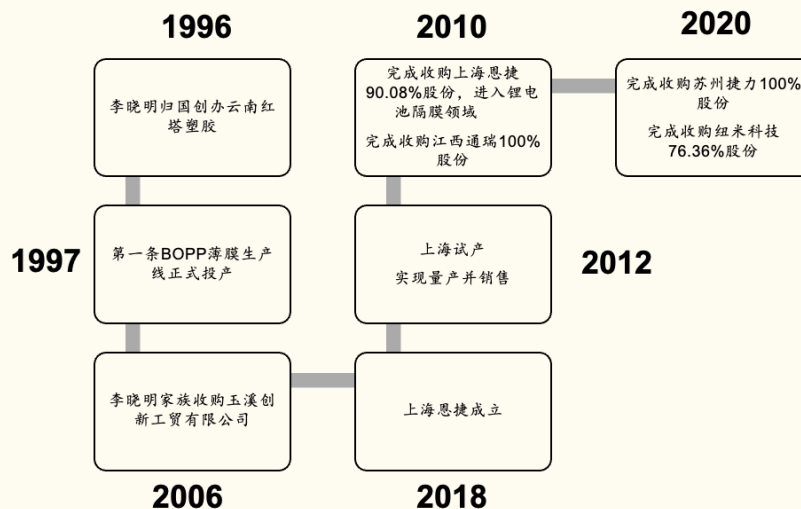 1996
李晓明归国创办云南红
塔塑胶
1997
第一条BOPP薄膜生产
线正式投产
李晓明家族收购玉溪创
新工贸有限公司
2006
上海恩捷成立
2018
上海试产
实现量产并销售
2012
2010
完成收购上海恩捷
90.08%股份，进入锂电
池隔膜领域
完成收购江西通瑞100%
股份
2020
完成收购苏州捷力100%
股份
完成收购纽米科技
76.36%股份